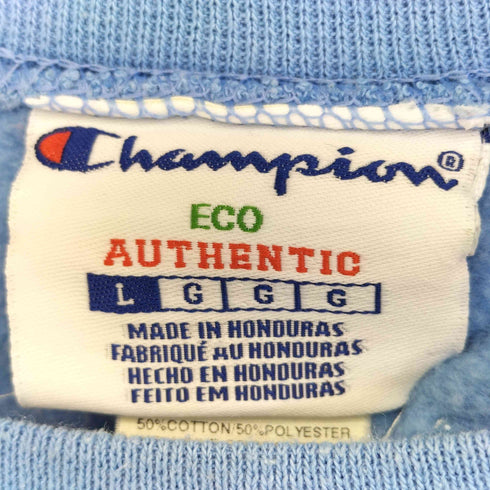 Champion®
ECO
AUTHENTIC
L G G G
MADE IN HONDURAS
FABRIQUÉ AU HONDURAS
HECHO EN HONDURAS
FEITO EM HONDURAS
50%COTTON/50%POLYESTER